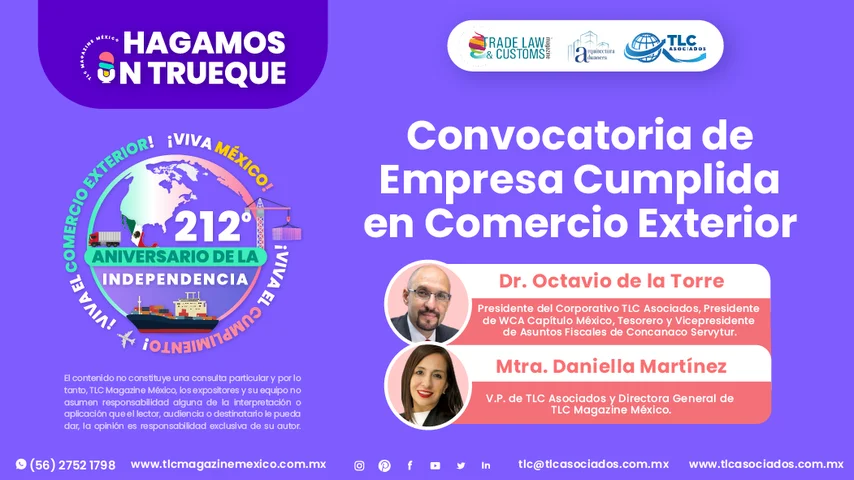 TLC MAGAZINE MÉXICO
HAGAMOS
UN TRUEQUE
TRADE LAW
& CUSTOMS
magazine
arquitectura
aduanera
TLC
ASOCIADOS
Convocatoria de
Empresa Cumplida
en Comercio Exterior
¡VIVA EL COMERCIO EXTERIOR!
¡VIVA MÉXICO!
¡VIVA EL CUMPLIMIENTO!
212°
ANIVERSARIO DE LA
INDEPENDENCIA
Dr. Octavio de la Torre
Presidente del Corporativo TLC Asociados, Presidente
de WCA Capítulo México, Tesorero y Vicepresidente
de Asuntos Fiscales de Concanaco Servytur.
Mtra. Daniella Martínez
V.P. de TLC Asociados y Directora General de
TLC Magazine México.
El contenido no constituye una consulta particular y por lo
tanto, TLC Magazine México, los expositores y su equipo no
asumen responsabilidad alguna de la interpretación o
aplicación que el lector, audiencia o destinatario le pueda
dar, la opinión es responsabilidad exclusiva de su autor.
(56) 2752 1798
www.tlcmagazinemexico.com.mx
tlc@tlcasociados.com.mx
www.tlcasociados.com.mx